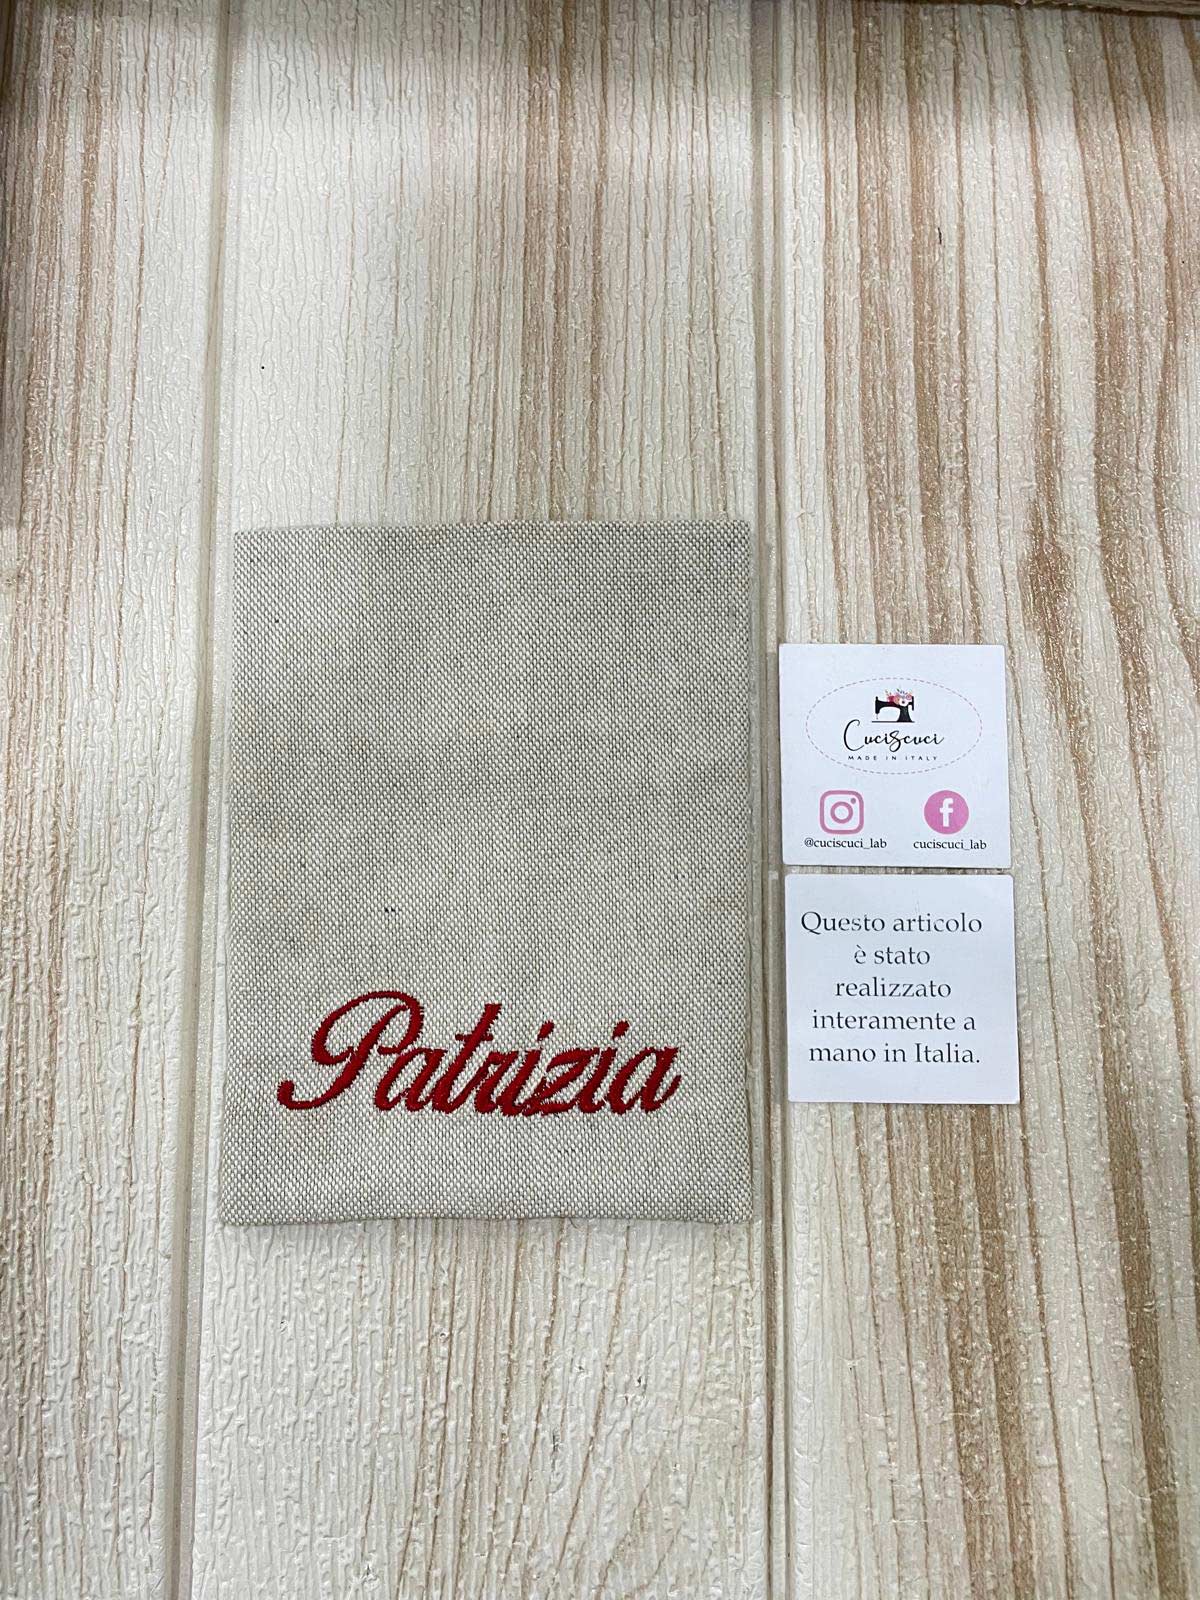 Patrizia
CuciScuci
MADE IN ITALY
@cuciscuci_lab
cuciscuci_lab
Questo articolo
è stato
realizzato
interamente a
mano in Italia.